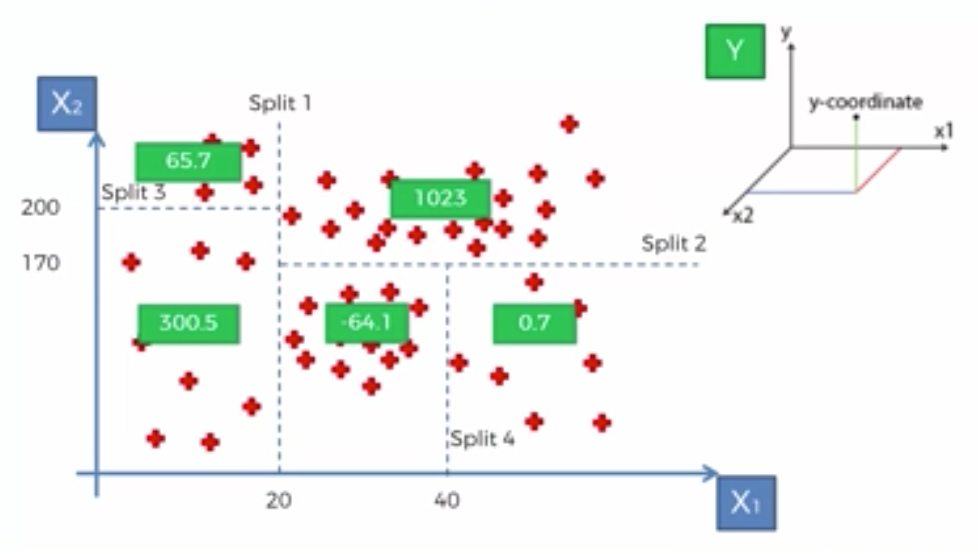 Y
y
y-coordinate
x1
x2
X₂
Split 1
65.7
Split 3
200
1023
Split 2
170
300.5
-64.1
0.7
Split 4
20
40
X₁